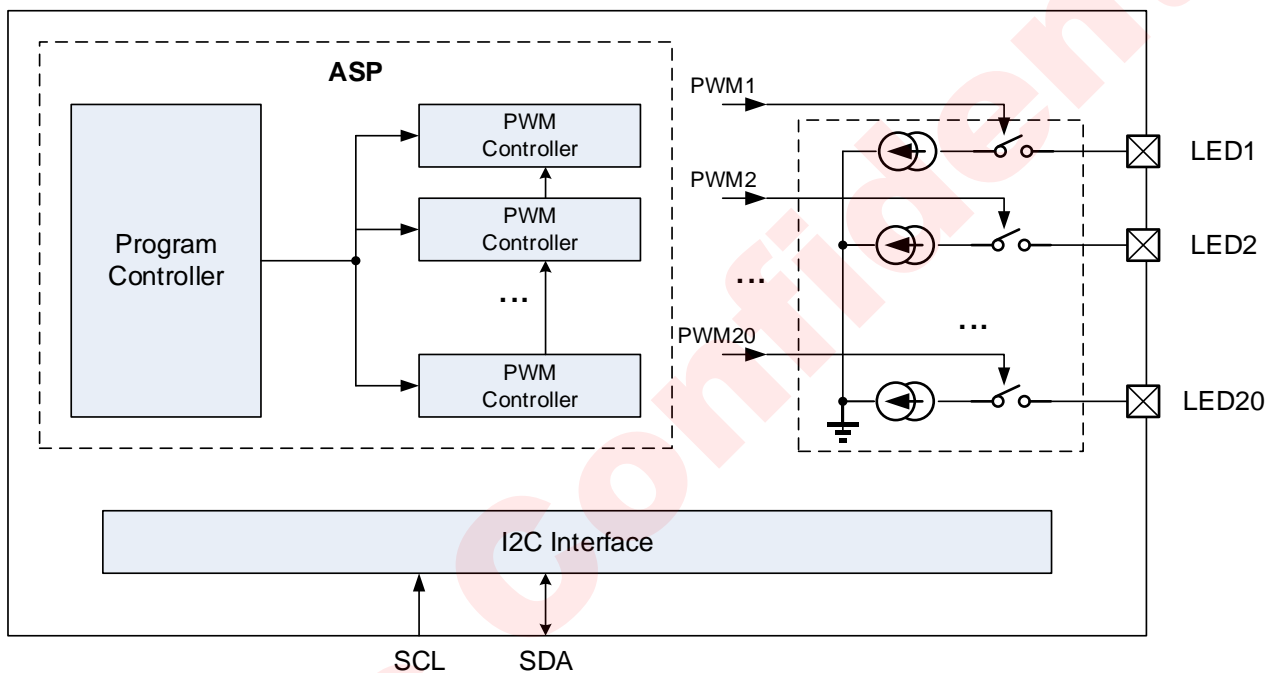 ASP
Program
Controller
PWM
Controller
PWM
Controller
...
PWM
Controller
PWM1
PWM2
...
PWM20
...
LED1
LED2
LED20
I2C Interface
SCL
SDA
Confident